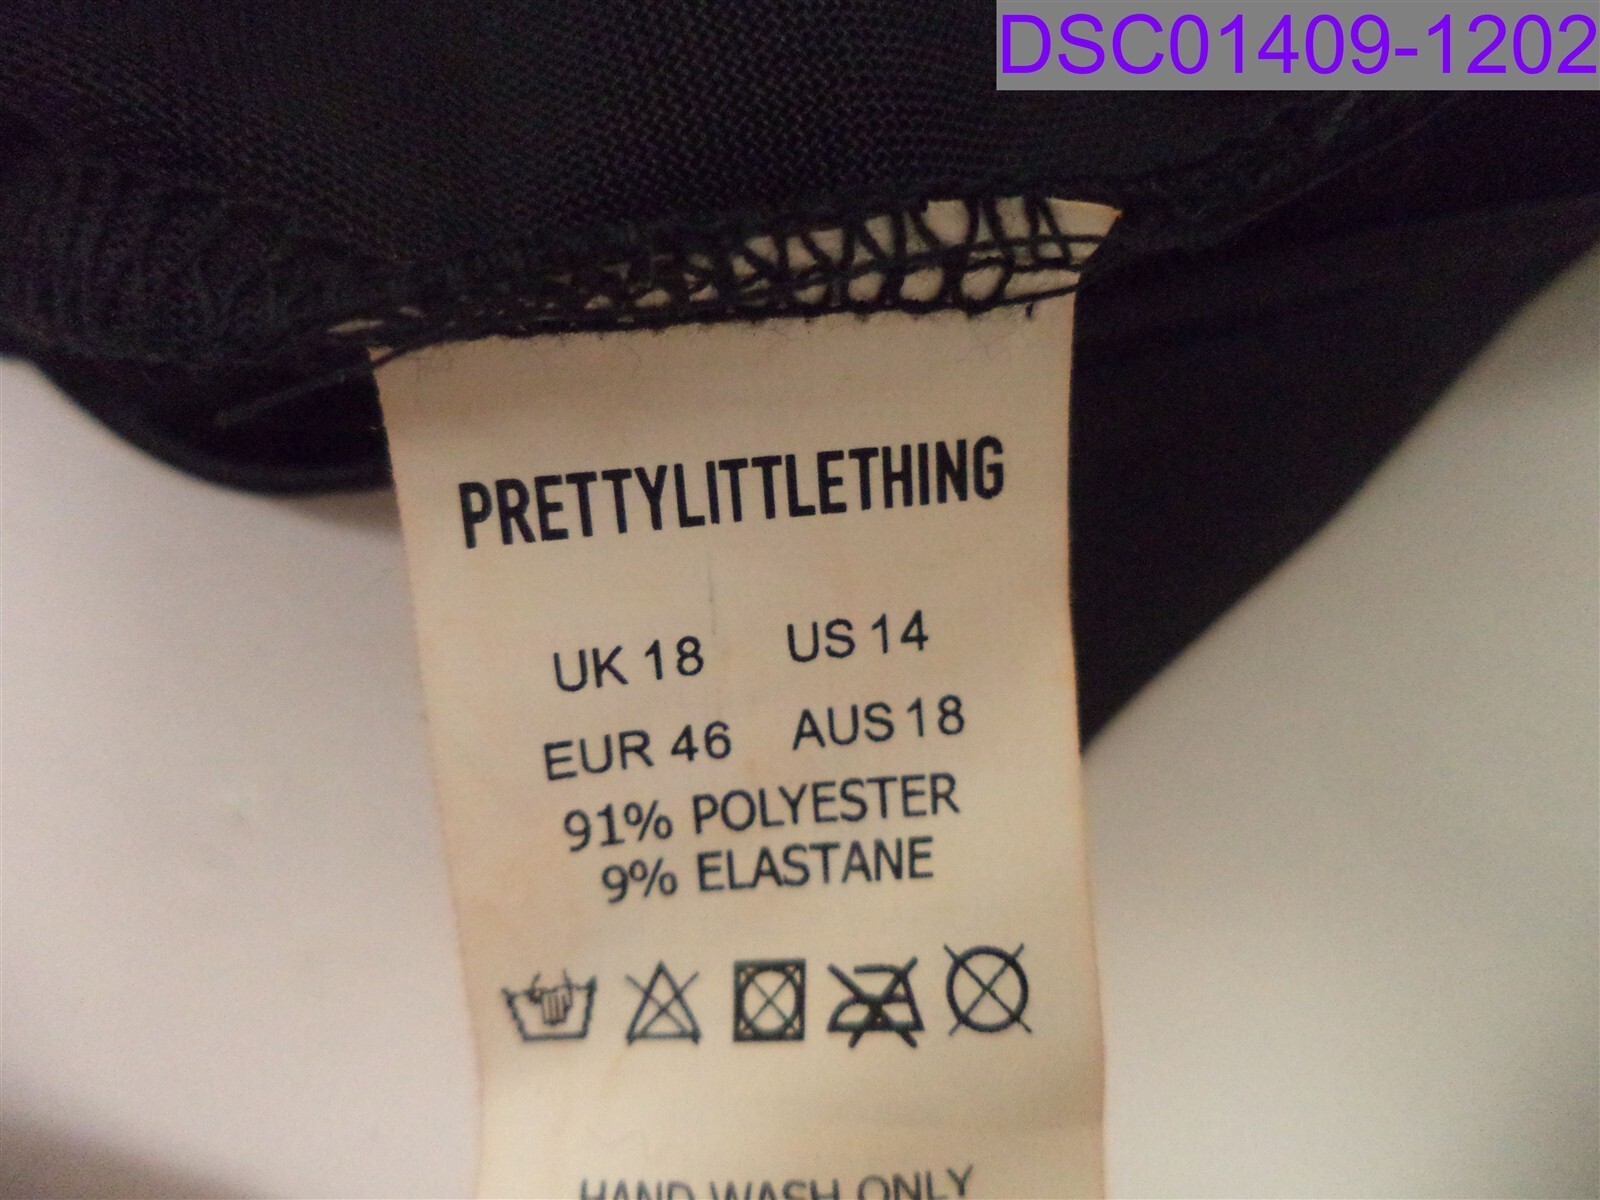 DSC01409-1202
PRETTYLITTLETHING
UK 18 US 14
EUR 46 AUS 18
91% POLYESTER
9% ELASTANE
HAND WASH ONLY